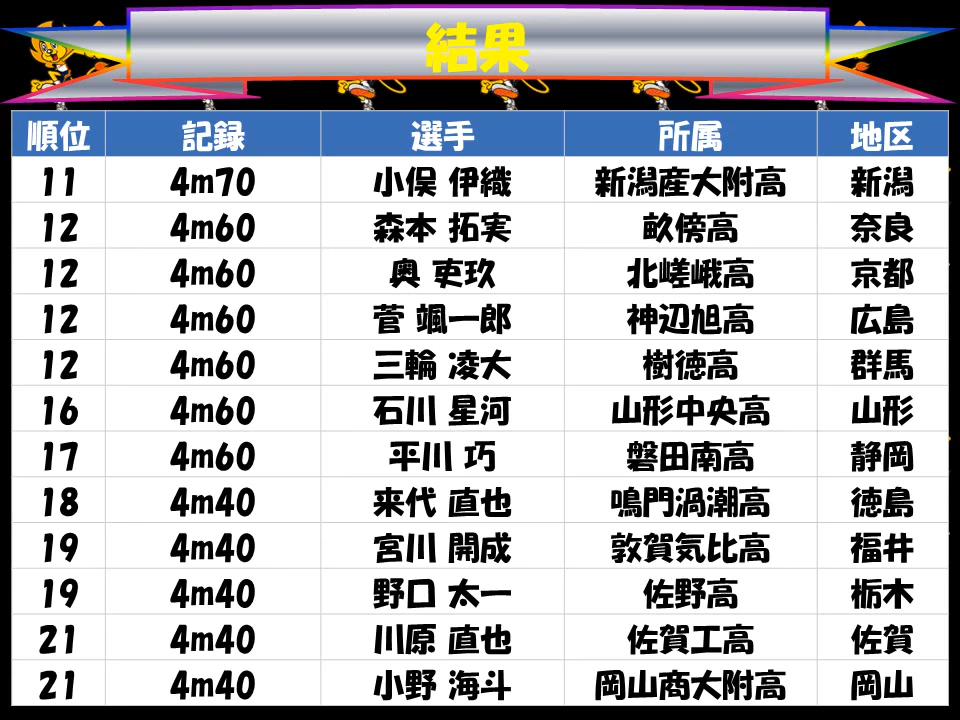 結果
順位 記録 選手 所属 地区
11 4m70 小俣 伊織 新潟産大附高 新潟
12 4m60 森本 拓実 畝傍高 奈良
12 4m60 奥 吏玖 北嵯峨高 京都
12 4m60 菅 颯一郎 神辺旭高 広島
12 4m60 三輪 凌大 樹徳高 群馬
16 4m60 石川 星河 山形中央高 山形
17 4m60 平川 巧 磐田南高 静岡
18 4m40 来代 直也 鳴門渦潮高 徳島
19 4m40 宮川 開成 敦賀気比高 福井
19 4m40 野口 太一 佐野高 栃木
21 4m40 川原 直也 佐賀工高 佐賀
21 4m40 小野 海斗 岡山商大附高 岡山